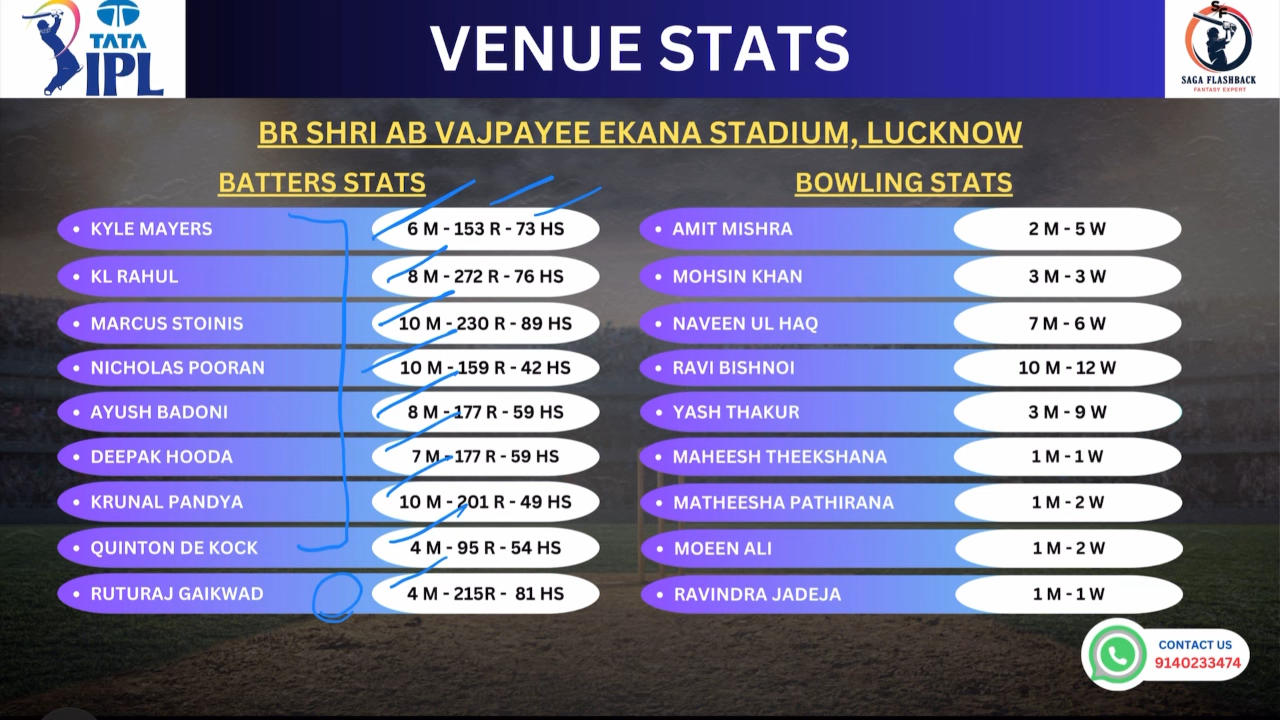 TATA
IPL
VENUE STATS
SF
SAGA FLASHBACK
FANTASY EXPERT
BR SHRI AB VAJPAYEE EKANA STADIUM, LUCKNOW
BATTERS STATS
• KYLE MAYERS 6 M - 153 R - 73 HS
• KL RAHUL 8 M - 272 R - 76 HS
• MARCUS STOINIS 10 M - 230 R - 89 HS
• NICHOLAS POORAN 10 M - 159 R - 42 HS
• AYUSH BADONI 8 M - 177 R - 59 HS
• DEEPAK HOODA 7 M - 177 R - 59 HS
• KRUNAL PANDYA 10 M - 201 R - 49 HS
• QUINTON DE KOCK 4 M - 95 R - 54 HS
• RUTURAJ GAIKWAD 4 M - 215R - 81 HS
BOWLING STATS
• AMIT MISHRA 2 M - 5 W
• MOHSIN KHAN 3 M - 3 W
• NAVEEN UL HAQ 7 M - 6 W
• RAVI BISHNOI 10 M - 12 W
• YASH THAKUR 3 M - 9 W
• MAHEESH THEEKSHANA 1 M - 1 W
• MATHEESHA PATHIRANA 1 M - 2 W
• MOEEN ALI 1 M - 2 W
• RAVINDRA JADEJA 1 M - 1 W
CONTACT US
9140233474